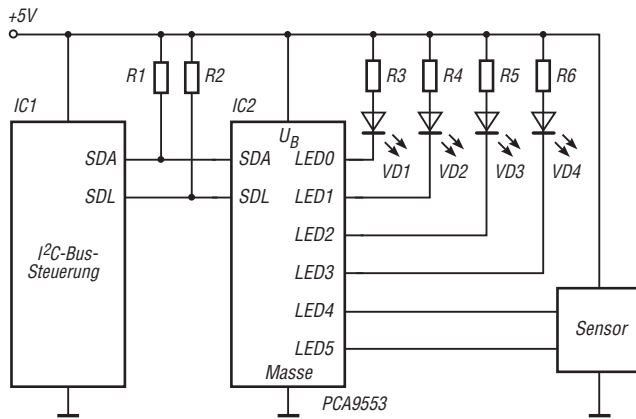 +5V
R1
R2
R3
R4
R5
R6
IC1
IC2
U_B
SDA
SDA
LED0
VD1
VD2
VD3
VD4
SDL
SDL
LED1
I²C-Bus-
Steuerung
LED2
LED3
LED4
Sensor
LED5
Masse
PCA9553